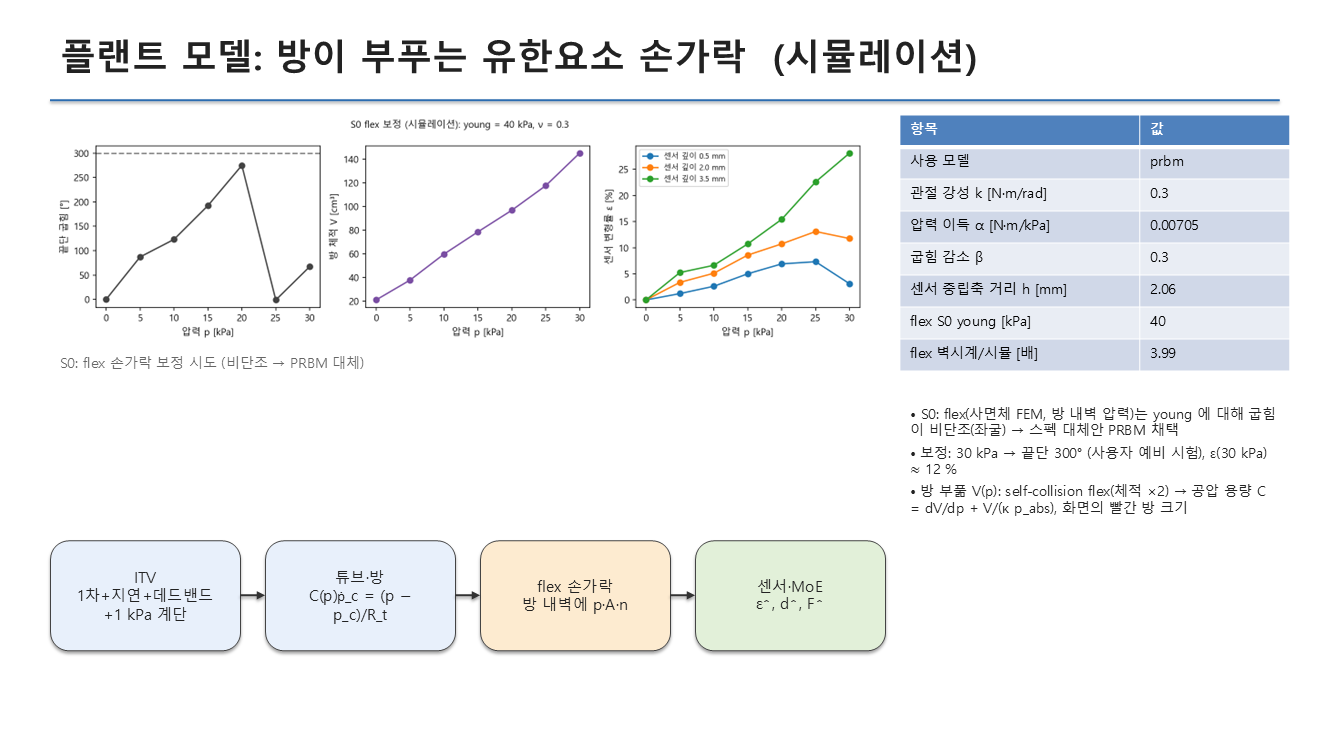 플랜트 모델: 방이 부푸는 유한요소 손가락 (시뮬레이션)
S0 flex 보정 (시뮬레이션): young = 40 kPa, ν = 0.3
끝단 굽힘 [°]
300
250
200
150
100
50
0
0 5 10 15 20 25 30
압력 p [kPa]
방 체적 V [cm³]
140
120
100
80
60
40
20
0 5 10 15 20 25 30
압력 p [kPa]
센서 변형률 ε [%]
25
20
15
10
5
0
센서 깊이 0.5 mm
센서 깊이 2.0 mm
센서 깊이 3.5 mm
0 5 10 15 20 25 30
압력 p [kPa]
S0: flex 손가락 보정 시도 (비단조 → PRBM 대체)
항목 값
사용 모델 prbm
관절 강성 k [N·m/rad] 0.3
압력 이득 α [N·m/kPa] 0.00705
굽힘 감소 β 0.3
센서 중립축 거리 h [mm] 2.06
flex S0 young [kPa] 40
flex 벽시계/시뮬 [배] 3.99
• S0: flex(사면체 FEM, 방 내벽 압력)는 young 에 대해 굽힘
이 비단조(좌굴) → 스펙 대체안 PRBM 채택
• 보정: 30 kPa → 끝단 300° (사용자 예비 시험), ε(30 kPa)
≈ 12 %
• 방 부풂 V(p): self-collision flex(체적 ×2) → 공압 용량 C
= dV/dp + V/(κ p_abs), 화면의 빨간 방 크기
ITV
1차+지연+데드밴드
+1 kPa 계단
튜브·방
C(p)ṗ_c = (p −
p_c)/R_t
flex 손가락
방 내벽에 p·A·n
센서·MoE
ε̂, d̂, F̂